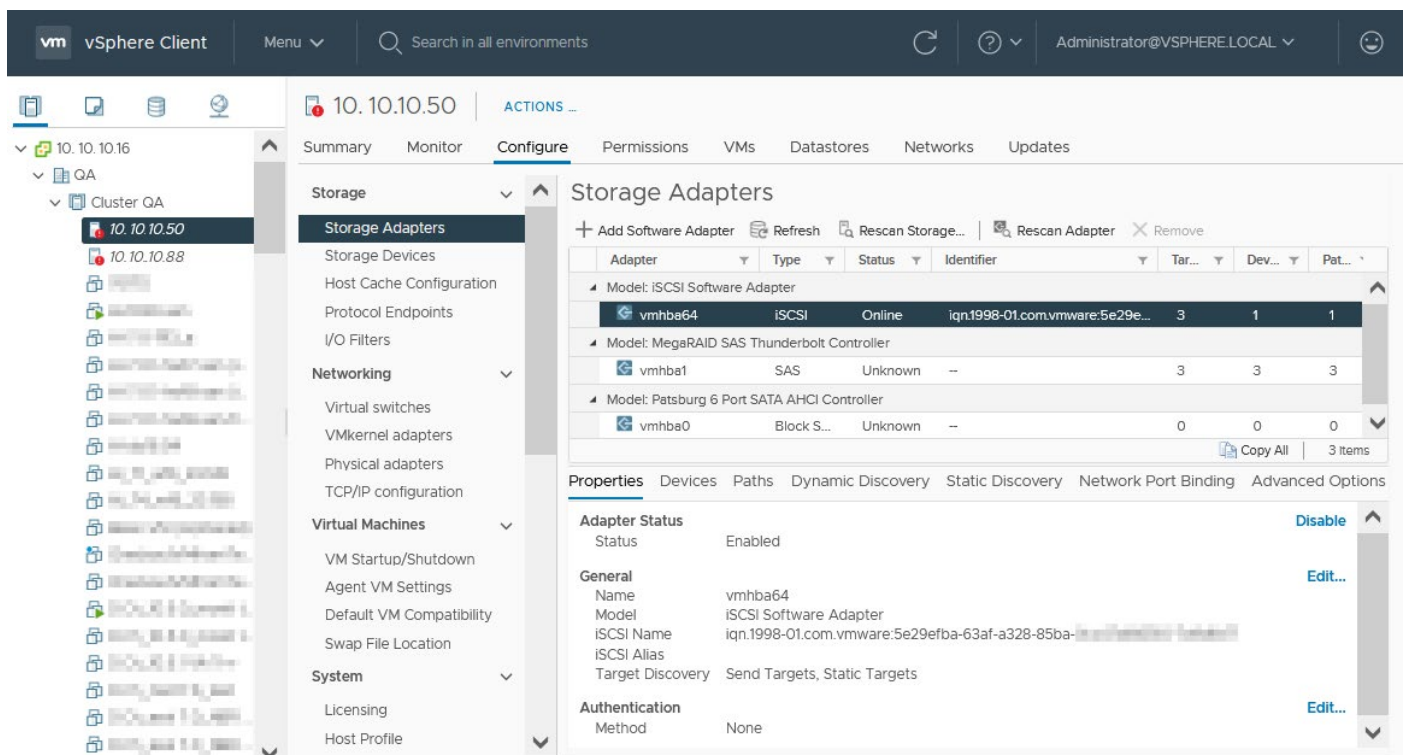 vm vSphere Client Menu Search in all environments Administrator@VSPHERE.LOCAL
10. 10.10.50 ACTIONS ...
Summary Monitor Configure Permissions VMs Datastores Networks Updates
10. 10. 10.16
QA
Cluster QA
10. 10 10.50
10. 10.10.88
Storage
Storage Adapters
Storage Devices
Host Cache Configuration
Protocol Endpoints
I/O Filters
Networking
Virtual switches
VMkernel adapters
Physical adapters
TCP/IP configuration
Virtual Machines
VM Startup/Shutdown
Agent VM Settings
Default VM Compatibility
Swap File Location
System
Licensing
Host Profile
Storage Adapters
+ Add Software Adapter Refresh Rescan Storage... Rescan Adapter Remove
Adapter Type Status Identifier Tar... Dev... Pat...
Model: iSCSI Software Adapter
vmhba64 iSCSI Online iqn.1998-01.com.vmware:5e29e... 3 1 1
Model: MegaRAID SAS Thunderbolt Controller
vmhba1 SAS Unknown -- 3 3 3
Model: Patsburg 6 Port SATA AHCI Controller
vmhba0 Block S... Unknown -- 0 0 0
Copy All 3 Items
Properties Devices Paths Dynamic Discovery Static Discovery Network Port Binding Advanced Options
Adapter Status Disable
Status Enabled
General Edit...
Name vmhba64
Model iSCSI Software Adapter
iSCSI Name iqn.1998-01.com.vmware:5e29efba-63af-a328-85ba-
iSCSI Alias
Target Discovery Send Targets, Static Targets
Authentication Edit...
Method None